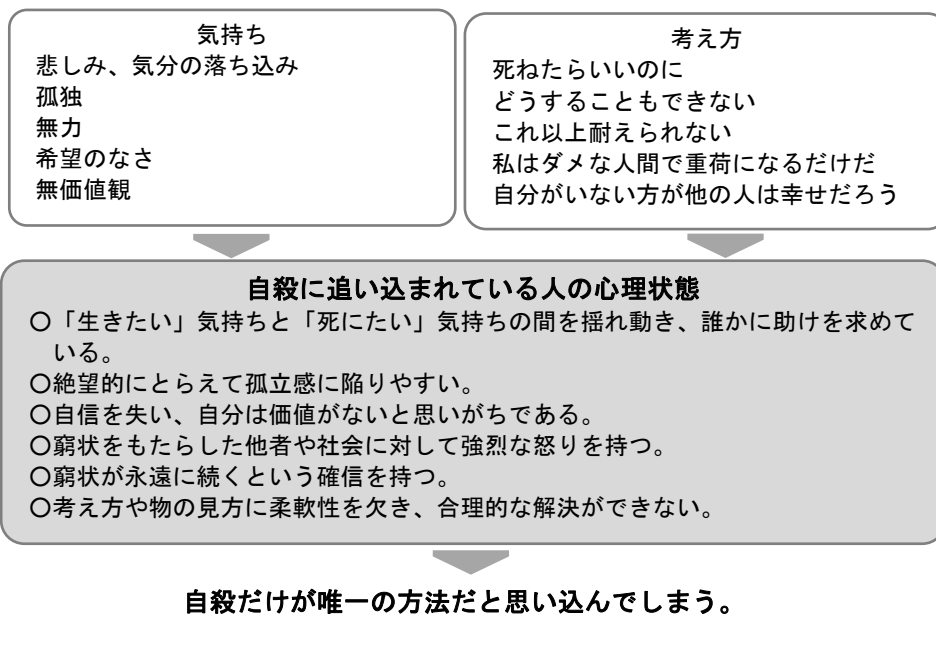 気持ち
悲しみ、気分の落ち込み
孤独
無力
希望のなさ
無価値観
考え方
死ねたらいいのに
どうすることもできない
これ以上耐えられない
私はダメな人間で重荷になるだけだ
自分がいない方が他の人は幸せだろう
自殺に追い込まれている人の心理状態
〇「生きたい」気持ちと「死にたい」気持ちの間を揺れ動き、誰かに助けを求めて
いる。
〇絶望的にとらえて孤立感に陥りやすい。
〇自信を失い、自分は価値がないと思いがちである。
〇窮状をもたらした他者や社会に対して強烈な怒りを持つ。
〇窮状が永遠に続くという確信を持つ。
〇考え方や物の見方に柔軟性を欠き、合理的な解決ができない。
自殺だけが唯一の方法だと思い込んでしまう。